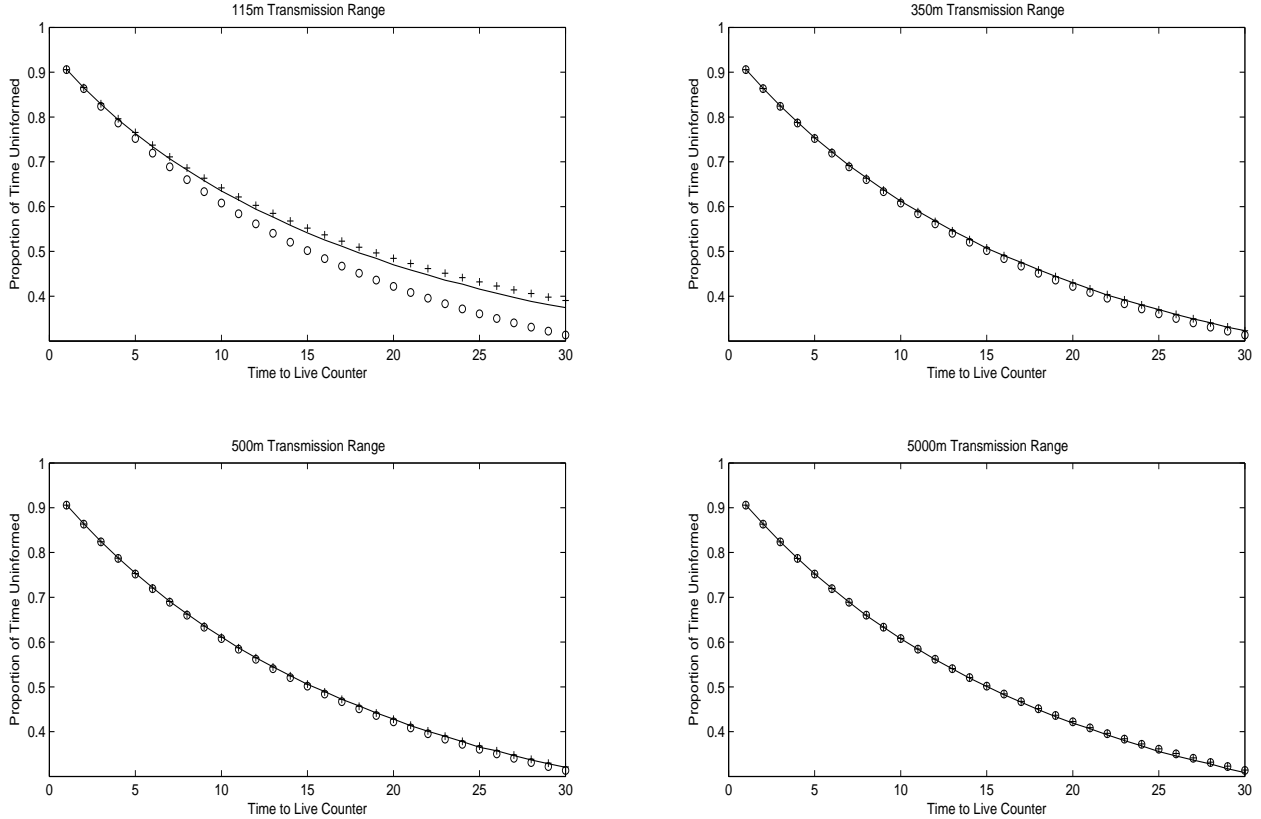 115m Transmission Range
1
0.9
0.8
0.7
0.6
0.5
0.4
Proportion of Time Uninformed
0 5 10 15 20 25 30
Time to Live Counter
350m Transmission Range
1
0.9
0.8
0.7
0.6
0.5
0.4
Proportion of Time Uninformed
0 5 10 15 20 25 30
Time to Live Counter
500m Transmission Range
1
0.9
0.8
0.7
0.6
0.5
0.4
Proportion of Time Uninformed
0 5 10 15 20 25 30
Time to Live Counter
5000m Transmission Range
1
0.9
0.8
0.7
0.6
0.5
0.4
Proportion of Time Uninformed
0 5 10 15 20 25 30
Time to Live Counter